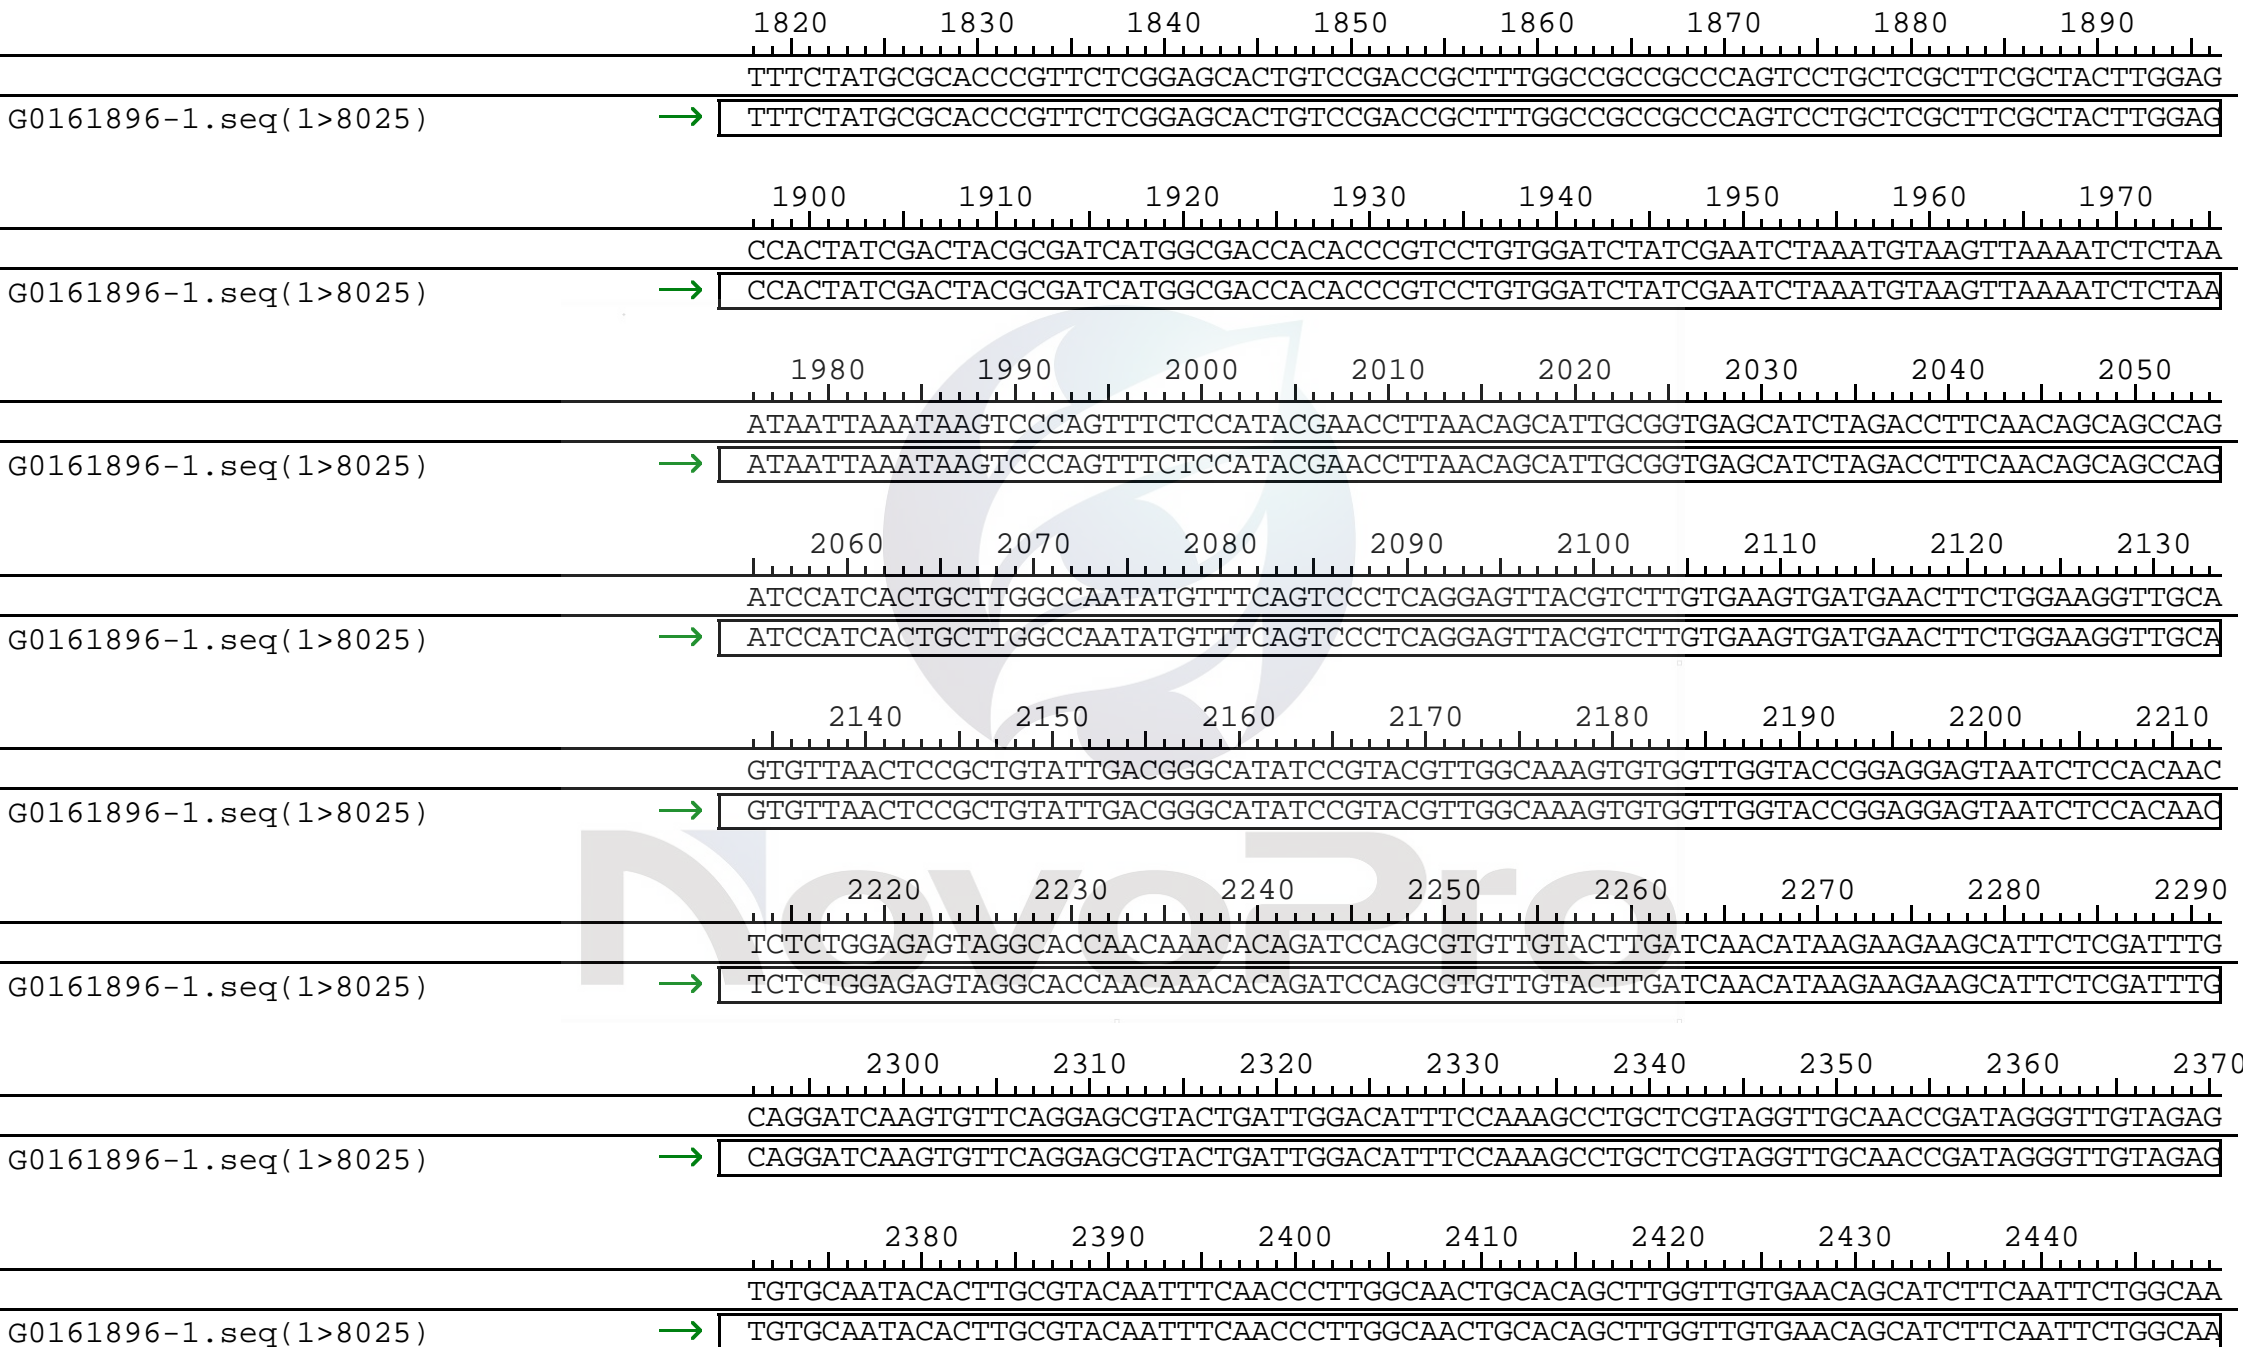 1820 1830 1840 1850 1860 1870 1880 1890
TTTCTATGCGCACCCGTTCTCGGAGCACTGTCCGACCGCTTTGGCCGCCGCCCAGTCCTGCTCGCTTCGCTACTTGGAG
G0161896-1.seq(1>8025) → TTTCTATGCGCACCCGTTCTCGGAGCACTGTCCGACCGCTTTGGCCGCCGCCCAGTCCTGCTCGCTTCGCTACTTGGAG
1900 1910 1920 1930 1940 1950 1960 1970
CCACTATCGACTACGCGATCATGGCGACCACACCCGTCCTGTGGATCTATCGAATCTAAATGTAAGTTAAAATCTCTAA
G0161896-1.seq(1>8025) → CCACTATCGACTACGCGATCATGGCGACCACACCCGTCCTGTGGATCTATCGAATCTAAATGTAAGTTAAAATCTCTAA
1980 1990 2000 2010 2020 2030 2040 2050
ATAATTAAATAAGTCCCAGTTTCTCCATACGAACCTTAACAGCATTGCGGTGAGCATCTAGACCTTCAACAGCAGCCAG
G0161896-1.seq(1>8025) → ATAATTAAATAAGTCCCAGTTTCTCCATACGAACCTTAACAGCATTGCGGTGAGCATCTAGACCTTCAACAGCAGCCAG
2060 2070 2080 2090 2100 2110 2120 2130
ATCCATCACTGCTTGGCCAATATGTTTCAGTCCCTCAGGAGTTACGTCTTGTGAAGTGATGAACTTCTGGAAGGTTGCA
G0161896-1.seq(1>8025) → ATCCATCACTGCTTGGCCAATATGTTTCAGTCCCTCAGGAGTTACGTCTTGTGAAGTGATGAACTTCTGGAAGGTTGCA
2140 2150 2160 2170 2180 2190 2200 2210
GTGTTAACTCCGCTGTATTGACGGGCATATCCGTACGTTGGCAAAGTGTGGTTGGTACCGGAGGAGTAATCTCCACAAC
G0161896-1.seq(1>8025) → GTGTTAACTCCGCTGTATTGACGGGCATATCCGTACGTTGGCAAAGTGTGGTTGGTACCGGAGGAGTAATCTCCACAAC
NovoPro
2220 2230 2240 2250 2260 2270 2280 2290
TCTCTGGAGAGTAGGCACCAACAAACACAGATCCAGCGTGTTGTACTTGATCAACATAAGAAGAAGCATTCTCGATTTG
G0161896-1.seq(1>8025) → TCTCTGGAGAGTAGGCACCAACAAACACAGATCCAGCGTGTTGTACTTGATCAACATAAGAAGAAGCATTCTCGATTTG
2300 2310 2320 2330 2340 2350 2360 2370
CAGGATCAAGTGTTCAGGAGCGTACTGATTGGACATTTCCAAAGCCTGCTCGTAGGTTGCAACCGATAGGGTTGTAGAG
G0161896-1.seq(1>8025) → CAGGATCAAGTGTTCAGGAGCGTACTGATTGGACATTTCCAAAGCCTGCTCGTAGGTTGCAACCGATAGGGTTGTAGAG
2380 2390 2400 2410 2420 2430 2440
TGTGCAATACACTTGCGTACAATTTCAACCCTTGGCAACTGCACAGCTTGGTTGTGAACAGCATCTTCAATTCTGGCAA
G0161896-1.seq(1>8025) → TGTGCAATACACTTGCGTACAATTTCAACCCTTGGCAACTGCACAGCTTGGTTGTGAACAGCATCTTCAATTCTGGCAA